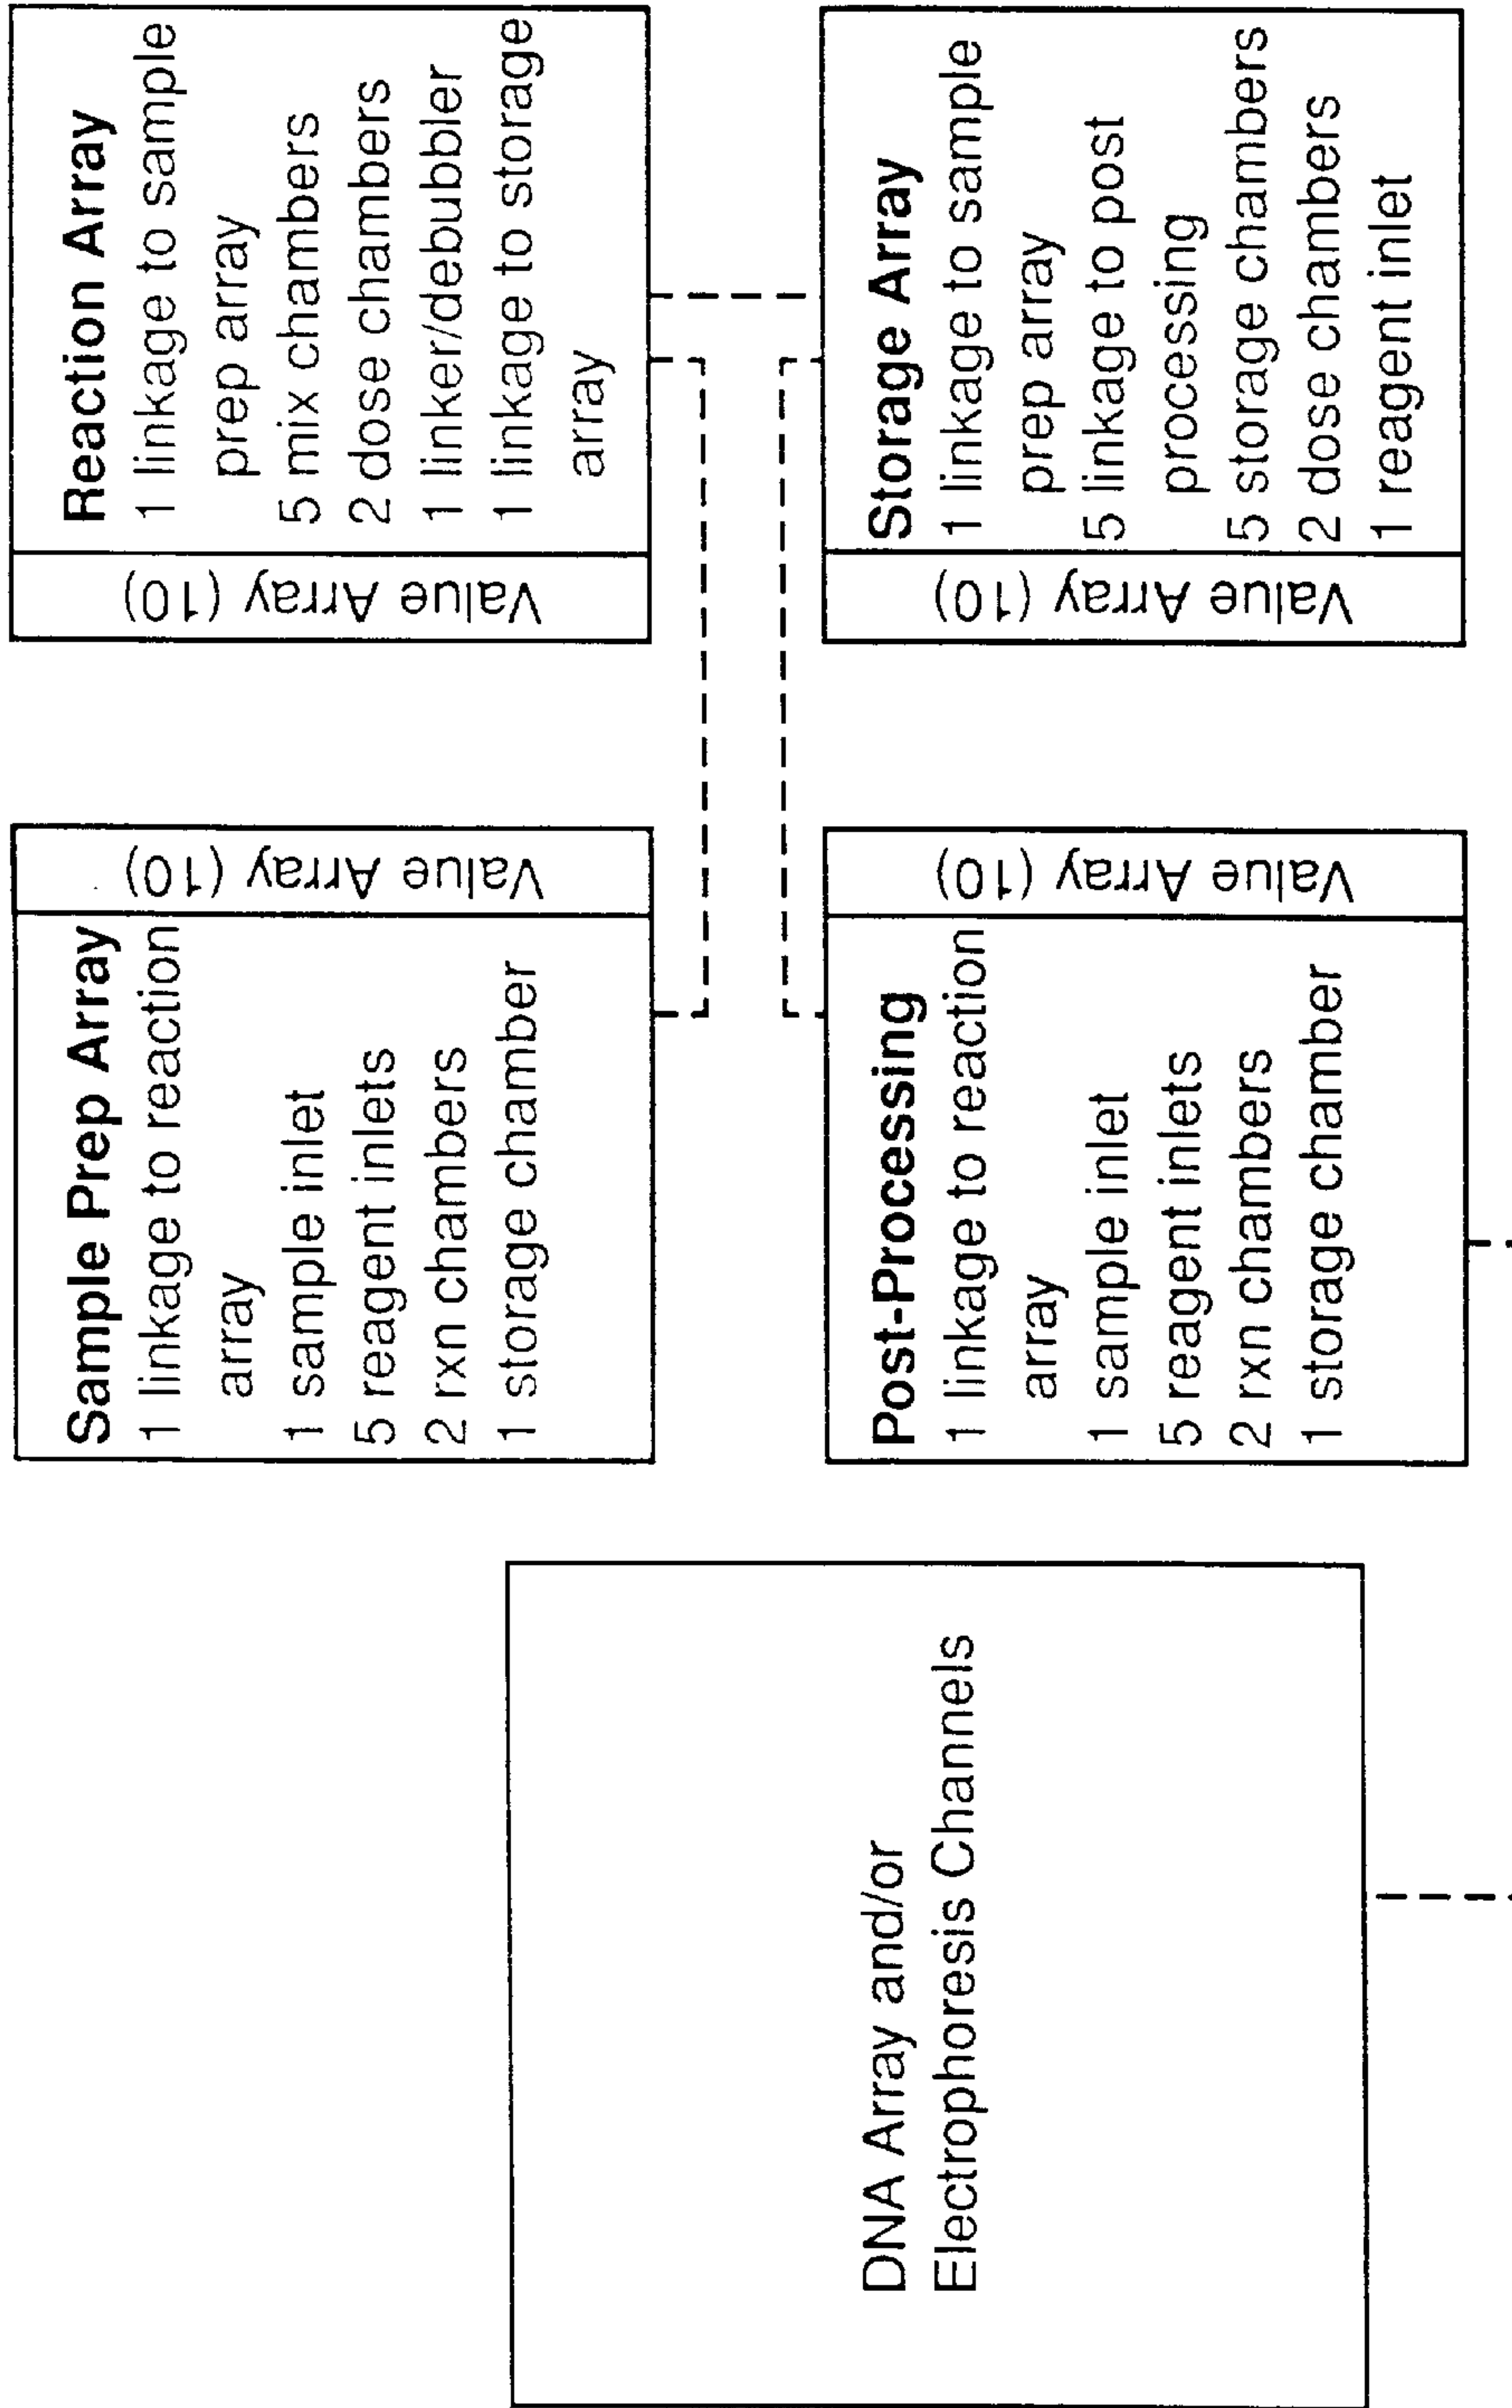 DNA Array and/or
Electrophoresis Channels
Sample Prep Array
1 linkage to reaction
array
1 sample inlet
5 reagent inlets
2 rxn chambers
1 storage chamber
Value Array (10)
Reaction Array
1 linkage to sample
prep array
5 mix chambers
2 dose chambers
1 linker/debubbler
1 linkage to storage
array
Value Array (10)
Post-Processing
1 linkage to reaction
array
1 sample inlet
5 reagent inlets
2 rxn chambers
1 storage chamber
Value Array (10)
Storage Array
1 linkage to sample
prep array
5 linkage to post
processing
5 storage chambers
2 dose chambers
1 reagent inlet
Value Array (10)